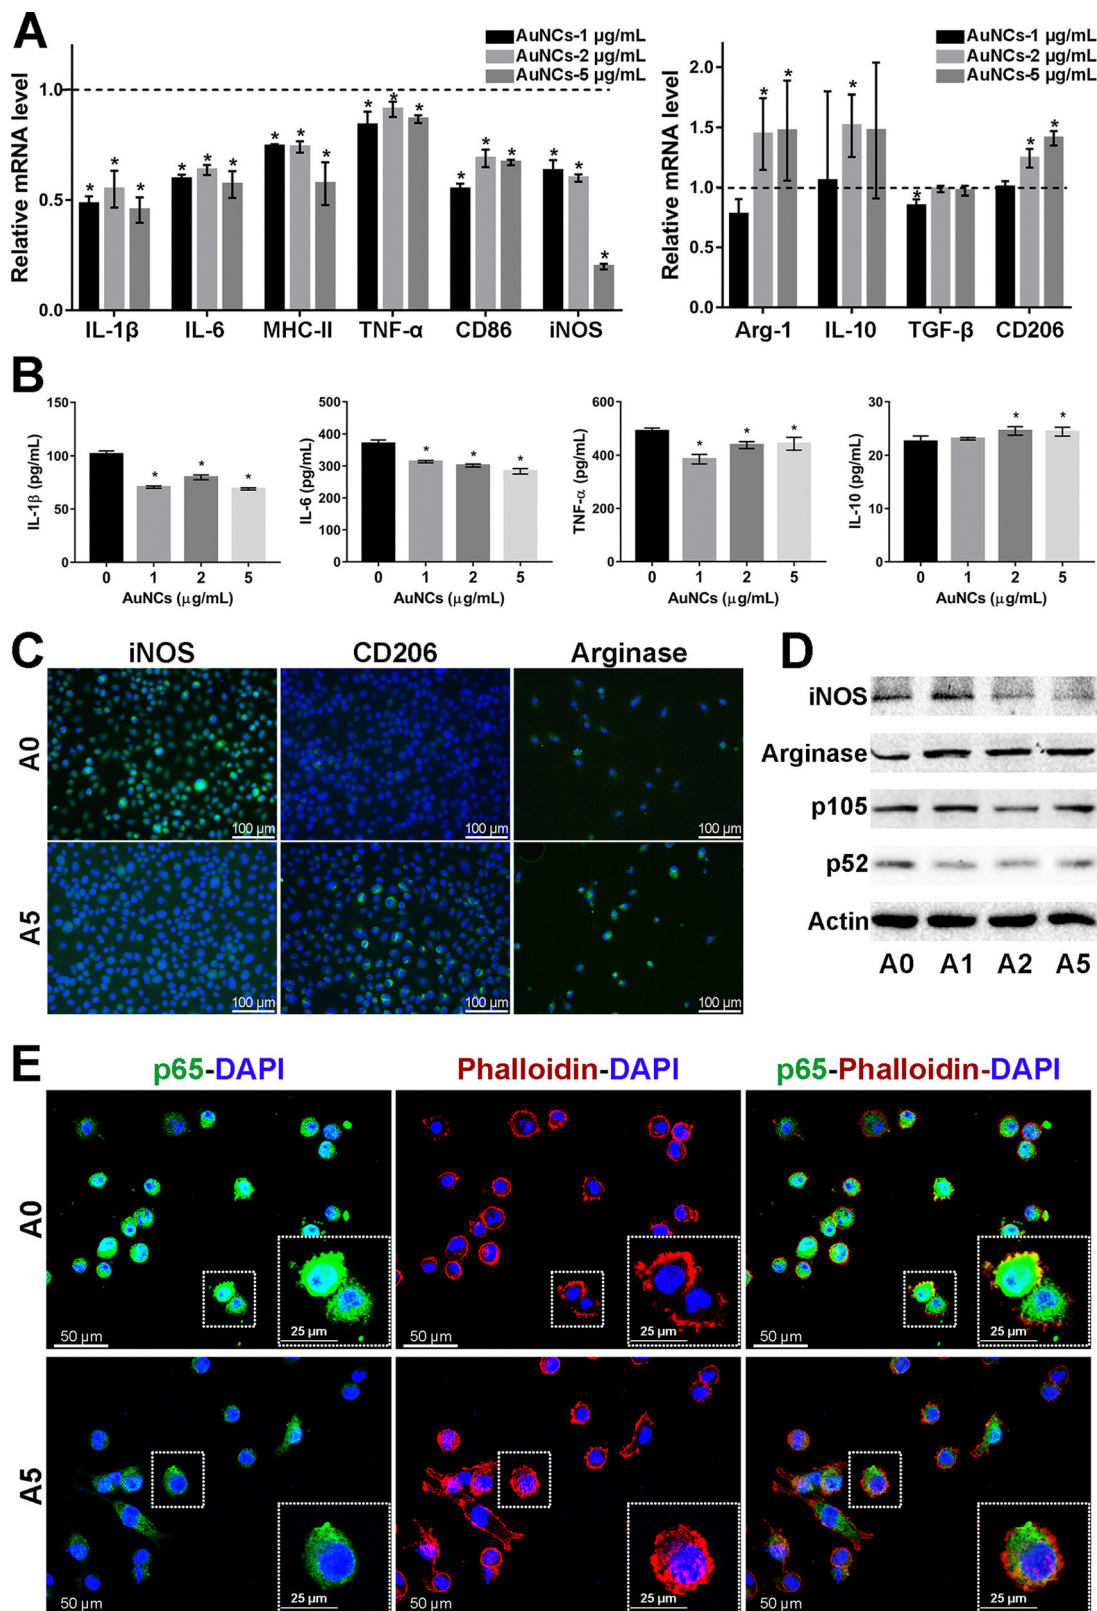 A
AuNCs-1 µg/mL
AuNCs-2 µg/mL
AuNCs-5 µg/mL
Relative mRNA level
1.0
0.5
0.0
* * * * * * * * * * * * * * * * * *
IL-1β IL-6 MHC-II TNF-α CD86 iNOS
AuNCs-1 µg/mL
AuNCs-2 µg/mL
AuNCs-5 µg/mL
Relative mRNA level
2.0
1.5
1.0
0.5
0.0
* * * * * *
Arg-1 IL-10 TGF-β CD206
B
IL-1β (pg/mL)
150
100
50
0
* * *
0 1 2 5
AuNCs (µg/mL)
IL-6 (pg/mL)
500
400
300
200
100
0
* * *
0 1 2 5
AuNCs (µg/mL)
TNF-α (pg/mL)
600
400
200
0
* * *
0 1 2 5
AuNCs (µg/mL)
IL-10 (pg/mL)
30
20
10
0
* *
0 1 2 5
AuNCs (µg/mL)
C
iNOS CD206 Arginase
A0
100 µm 100 µm 100 µm
A5
100 µm 100 µm 100 µm
D
iNOS
Arginase
p105
p52
Actin
A0 A1 A2 A5
E
p65-DAPI Phalloidin-DAPI p65-Phalloidin-DAPI
A0
50 µm 25 µm 50 µm 25 µm 50 µm 25 µm
A5
50 µm 25 µm 50 µm 25 µm 50 µm 25 µm